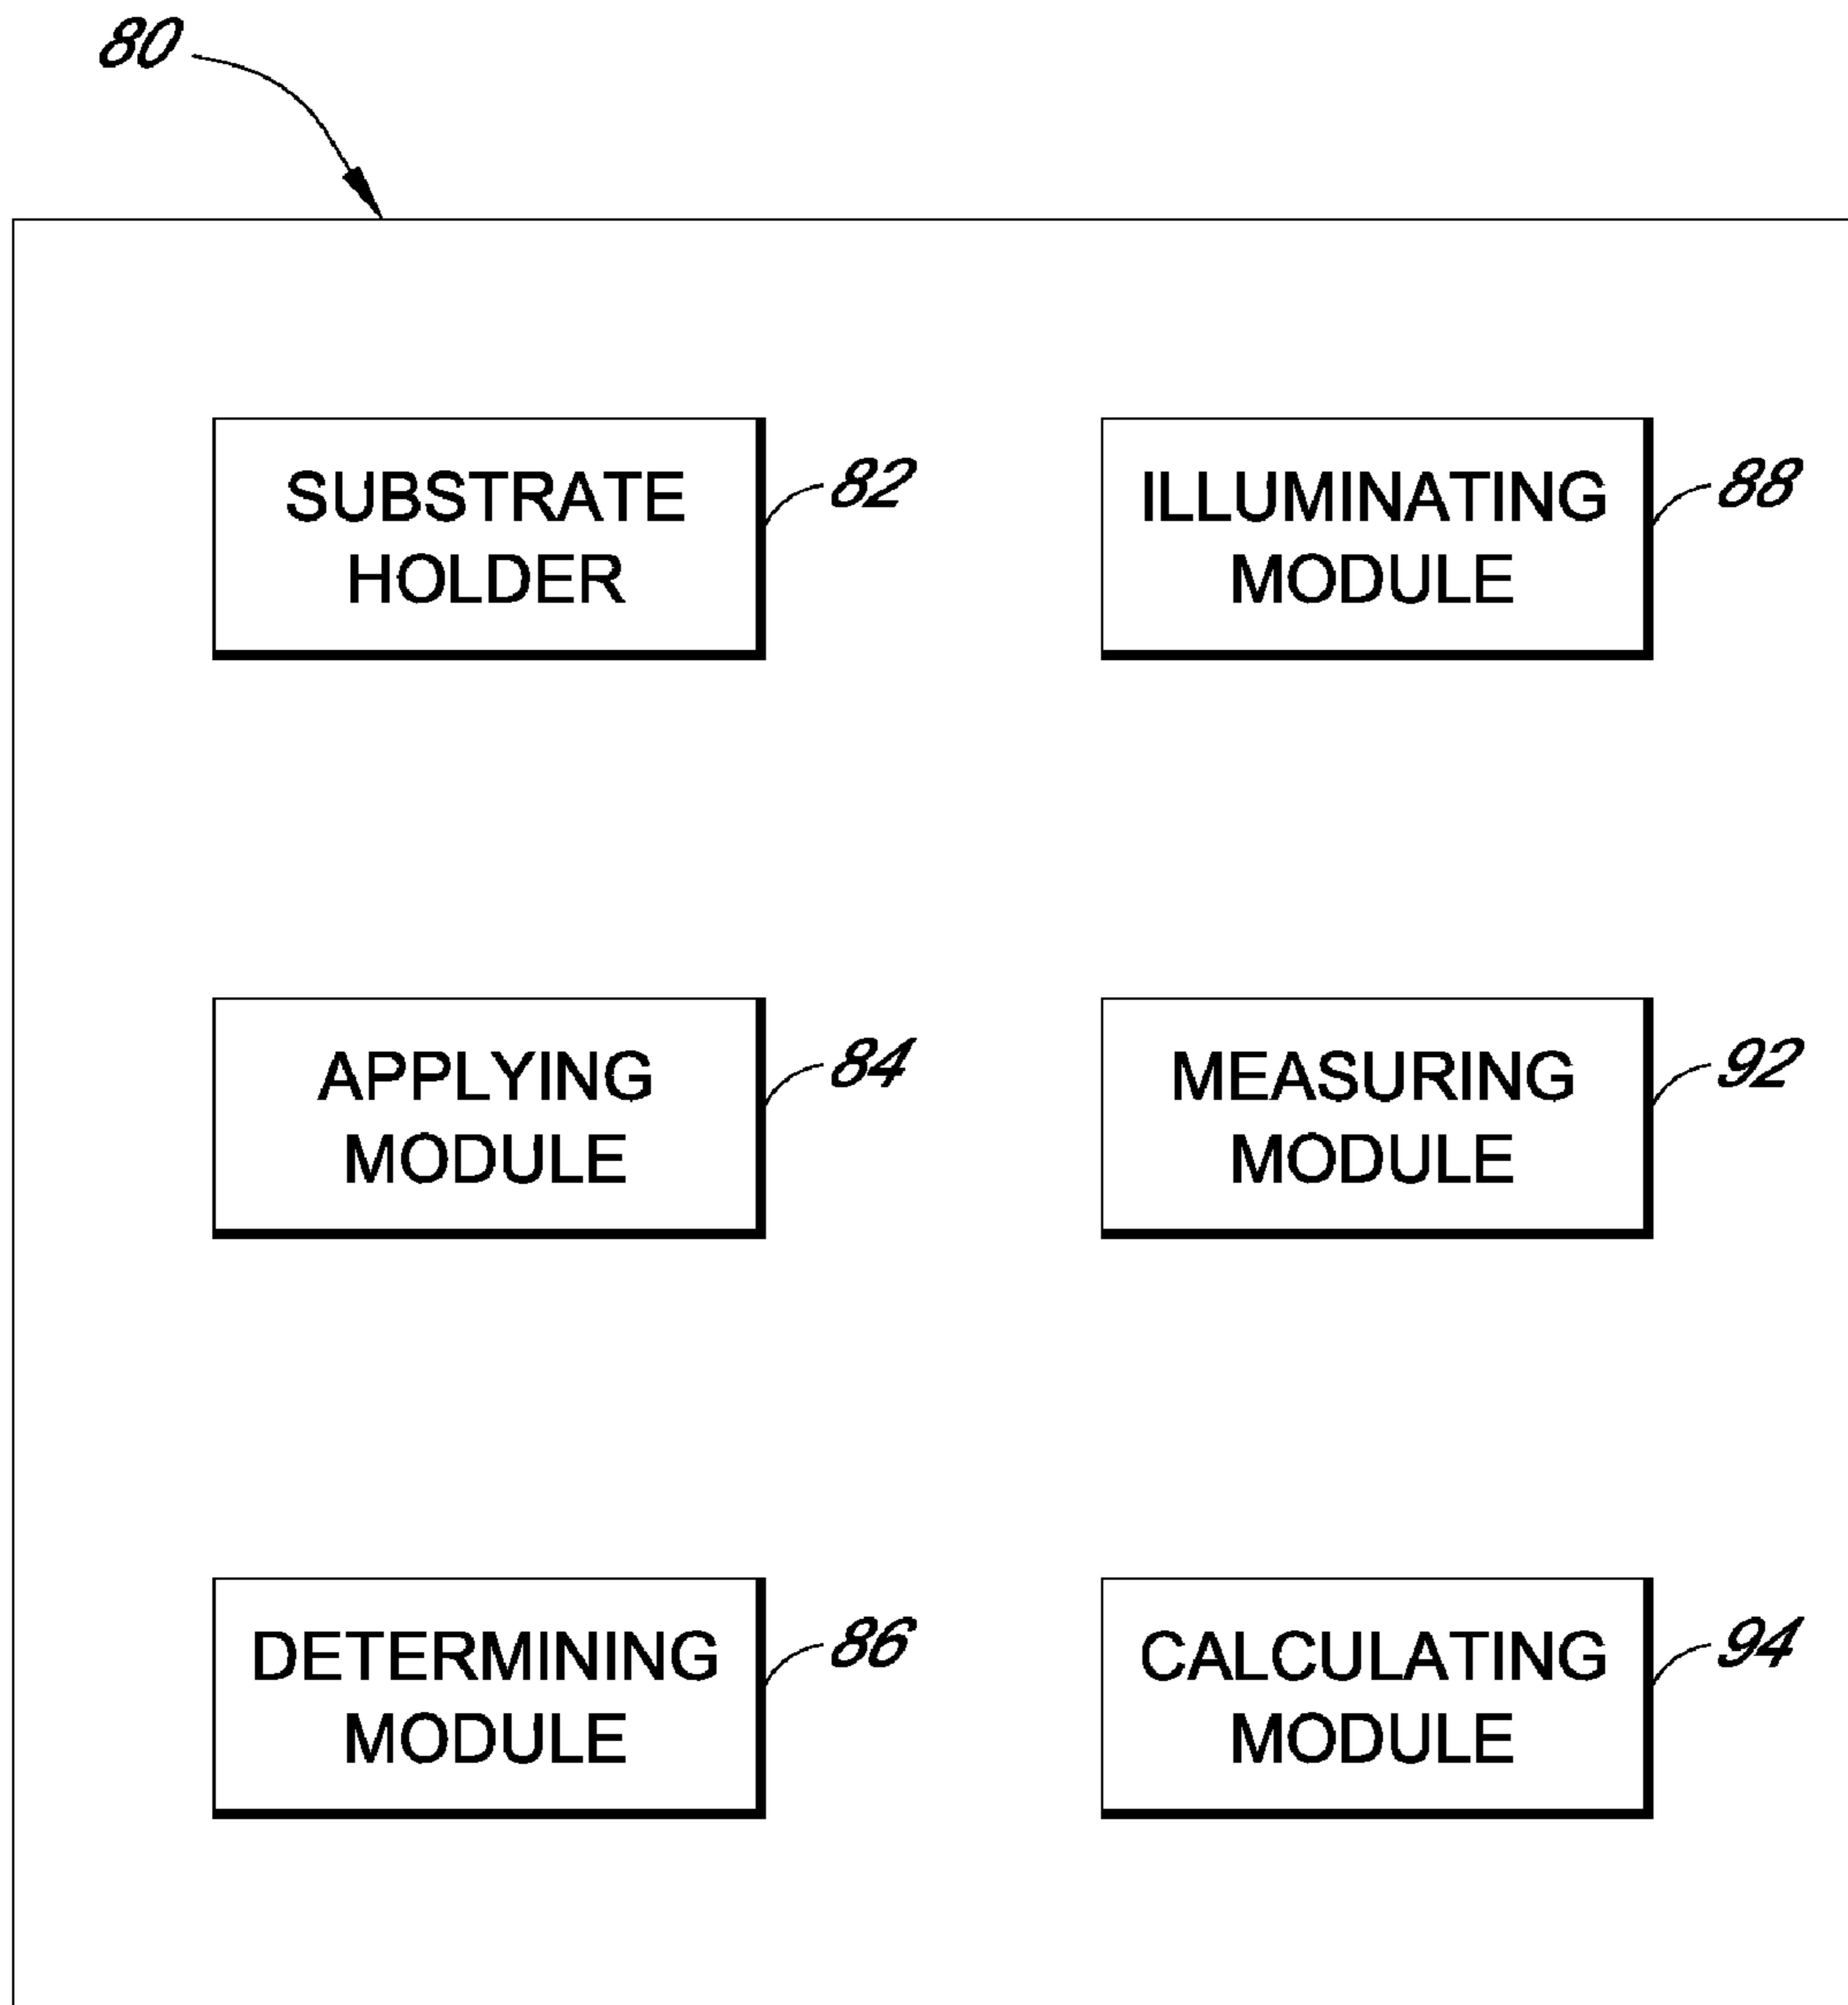 80
SUBSTRATE
HOLDER
82
ILLUMINATING
MODULE
88
APPLYING
MODULE
84
MEASURING
MODULE
92
DETERMINING
MODULE
86
CALCULATING
MODULE
94